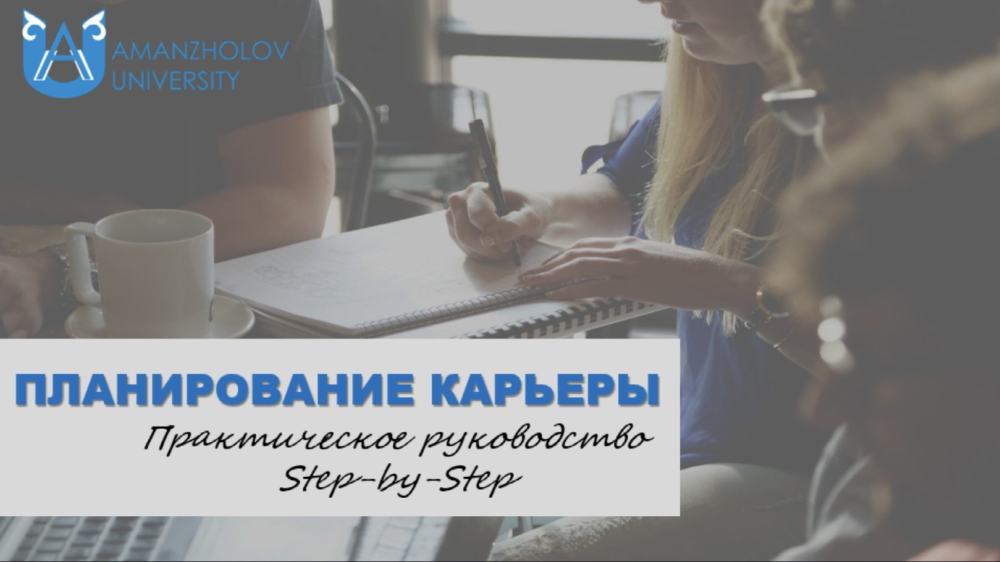 AMANZHOLOV
UNIVERSITY
ПЛАНИРОВАНИЕ КАРЬЕРЫ
Практическое руководство
Step-by-Step